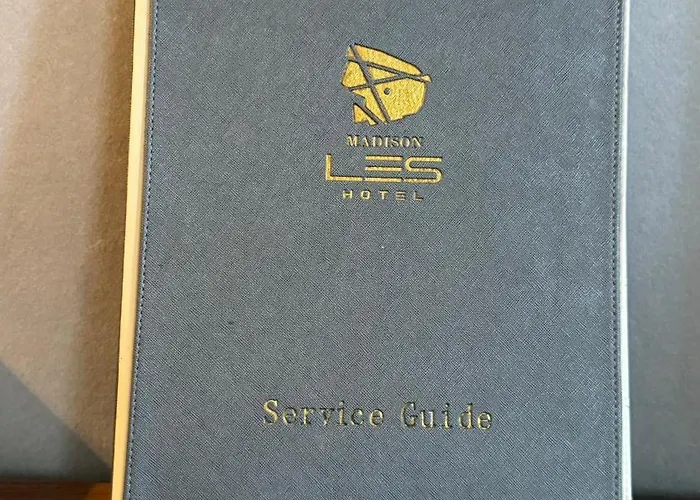 MADISON
LES
HOTEL
Service Guide